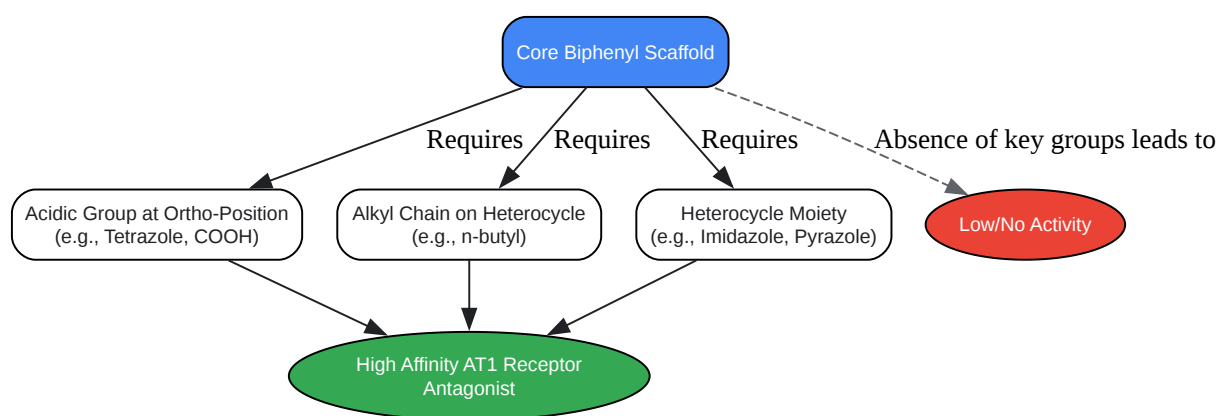 Core Biphenyl Scaffold
Requires
Requires
Requires
Absence of key groups leads to
Acidic Group at Ortho-Position
(e.g., Tetrazole, COOH)
Alkyl Chain on Heterocycle
(e.g., n-butyl)
Heterocycle Moiety
(e.g., Imidazole, Pyrazole)
Low/No Activity
High Affinity AT1 Receptor
Antagonist